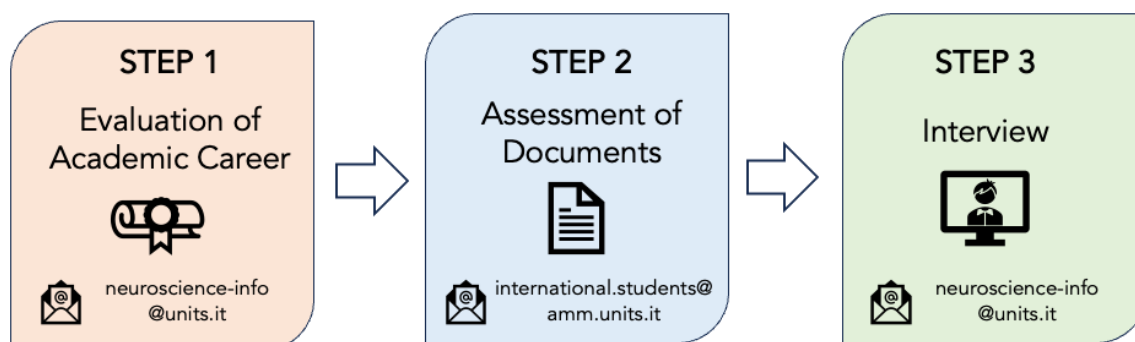 STEP 1
Evaluation of
Academic Career
@
neuroscience-info
@units.it
STEP 2
Assessment of
Documents
@
international.students@
amm.units.it
STEP 3
Interview
@
neuroscience-info
@units.it